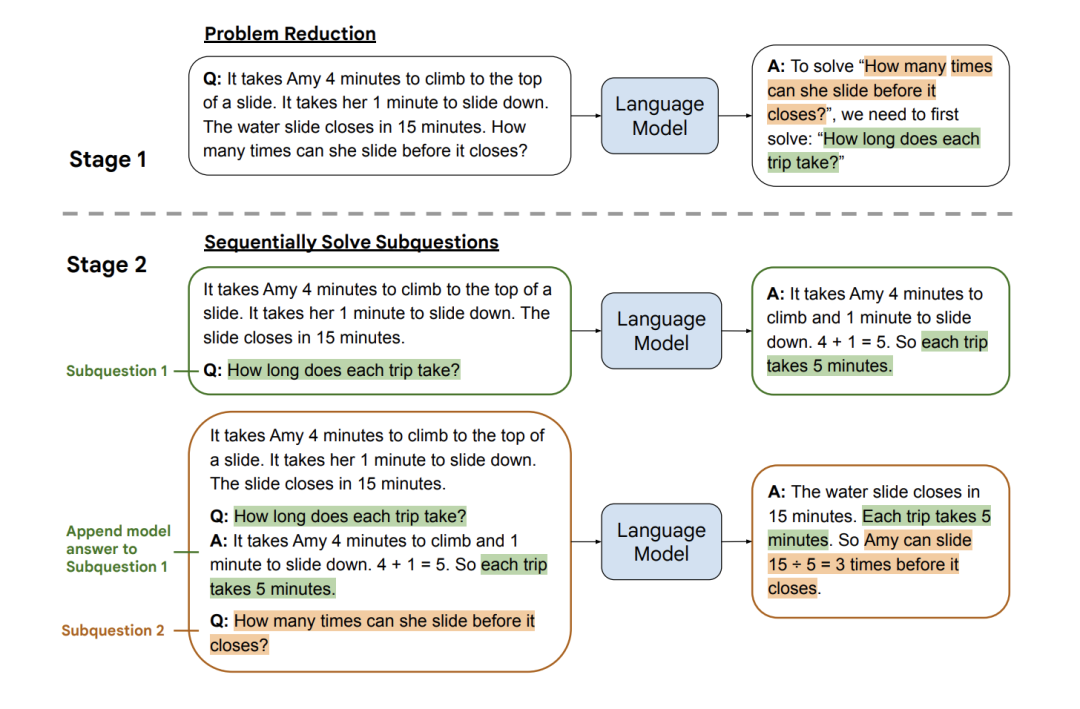 Problem Reduction
Stage 1
Q: It takes Amy 4 minutes to climb to the top
of a slide. It takes her 1 minute to slide down.
The water slide closes in 15 minutes. How
many times can she slide before it closes?
Language
Model
A: To solve “How many times
can she slide before it
closes?”, we need to first
solve: “How long does each
trip take?”
Sequentially Solve Subquestions
Stage 2
It takes Amy 4 minutes to climb to the top of a
slide. It takes her 1 minute to slide down. The
slide closes in 15 minutes.
Subquestion 1
Q: How long does each trip take?
Language
Model
A: It takes Amy 4 minutes to
climb and 1 minute to slide
down. 4 + 1 = 5. So each trip
takes 5 minutes.
It takes Amy 4 minutes to climb to the top of
a slide. It takes her 1 minute to slide down.
The slide closes in 15 minutes.
Append model
answer to
Subquestion 1
Q: How long does each trip take?
A: It takes Amy 4 minutes to climb and 1
minute to slide down. 4 + 1 = 5. So each trip
takes 5 minutes.
Subquestion 2
Q: How many times can she slide before it
closes?
Language
Model
A: The water slide closes in
15 minutes. Each trip takes 5
minutes. So Amy can slide
15 ÷ 5 = 3 times before it
closes.